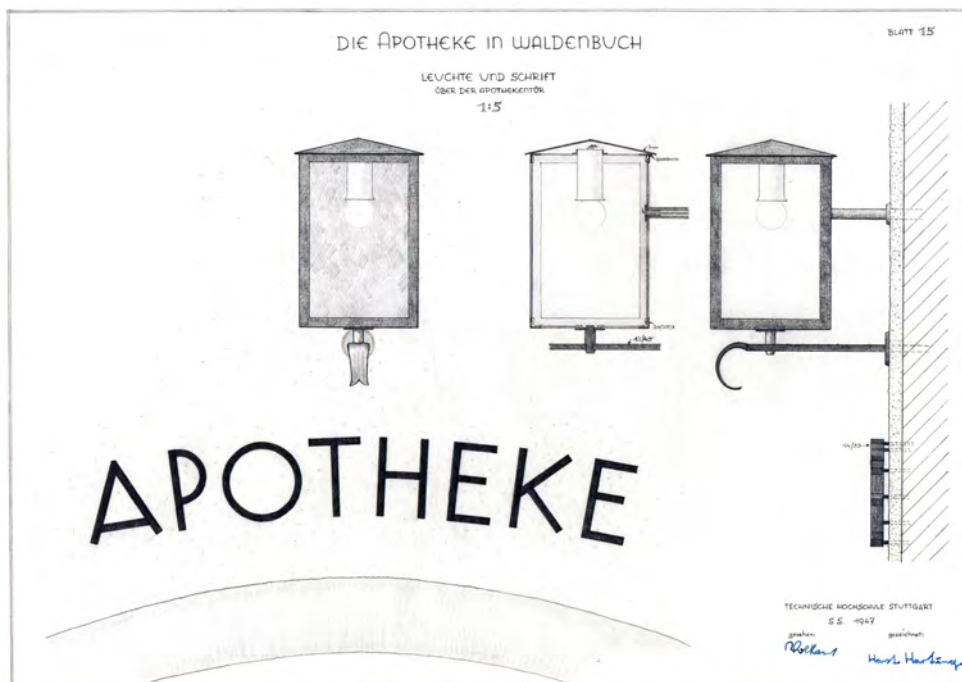 BLATT 15
DIE APOTHEKE IN WALDENBUCH
LEUCHTE UND SCHRIFT
ÜBER DER APOTHEKENTÜR
1:5
APOTHEKE
TECHNISCHE HOCHSCHULE STUTTGART
S.S. 1947
gesehen: gezeichnet:
Horst